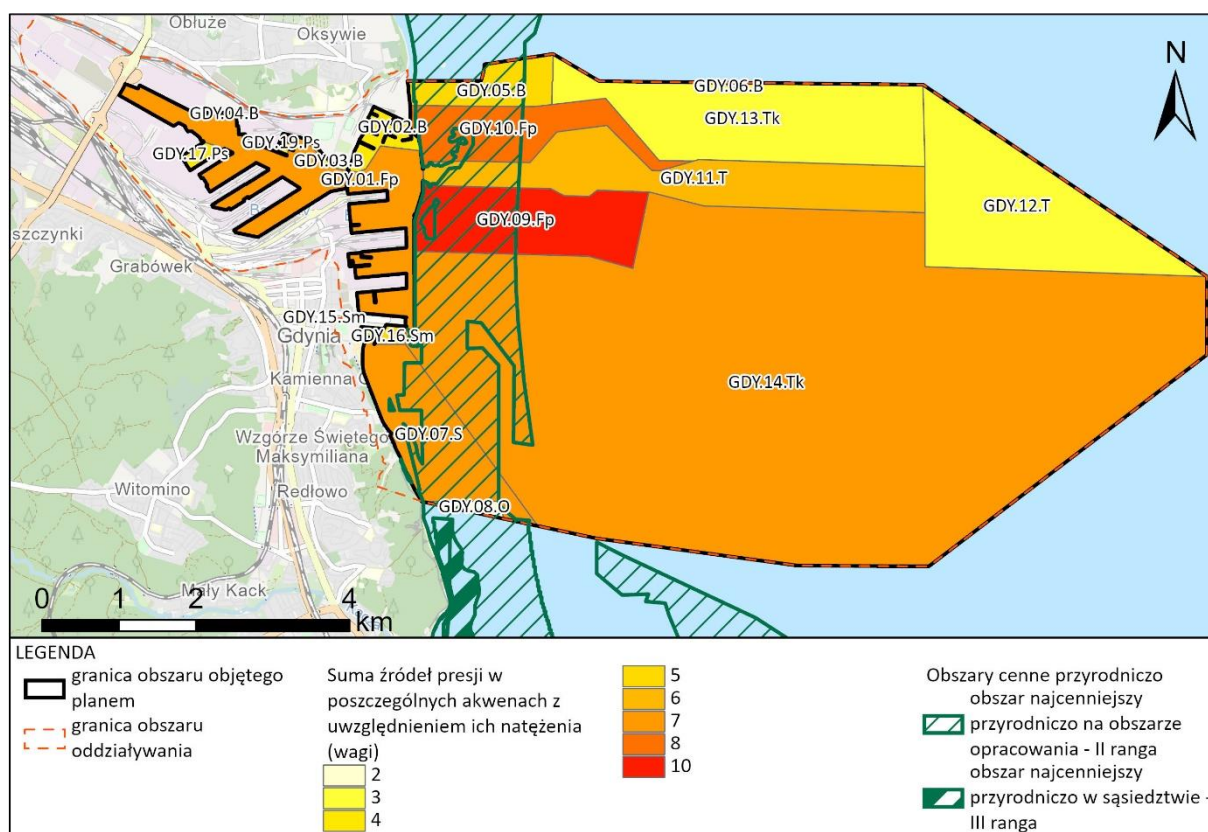 Obłuże
Oksywie
N
GDY.05.B
GDY.06.B
GDY.04.B
GDY.02.B
GDY.13.Tk
GDY.10.Fp
GDY.19.Ps
GDY.17.Ps
GDY.03.B
GDY.01.Fp
GDY.11.T
GDY.12.T
GDY.09.Fp
szczynki
Grabówek
GDY.15.Sm
Gdynia
GDY.16.Sm
Kamienna
GDY.14.Tk
GDY.07.S
Wzgórze Świętego
Maksymiliana
Witomino
Redłowo
GDY.08.O
Mały Kack
0 1 2 4
km
LEGENDA
granica obszaru objętego
planem
granica obszaru
oddziaływania
Suma źródeł presji w
poszczególnych akwenach z
uwzględnieniem ich natężenia
(wagi)
2
3
4
5
6
7
8
10
Obszary cenne przyrodniczo
obszar najcenniejszy
przyrodniczo na obszarze
opracowania - II ranga
obszar najcenniejszy
przyrodniczo w sąsiedztwie -
III ranga